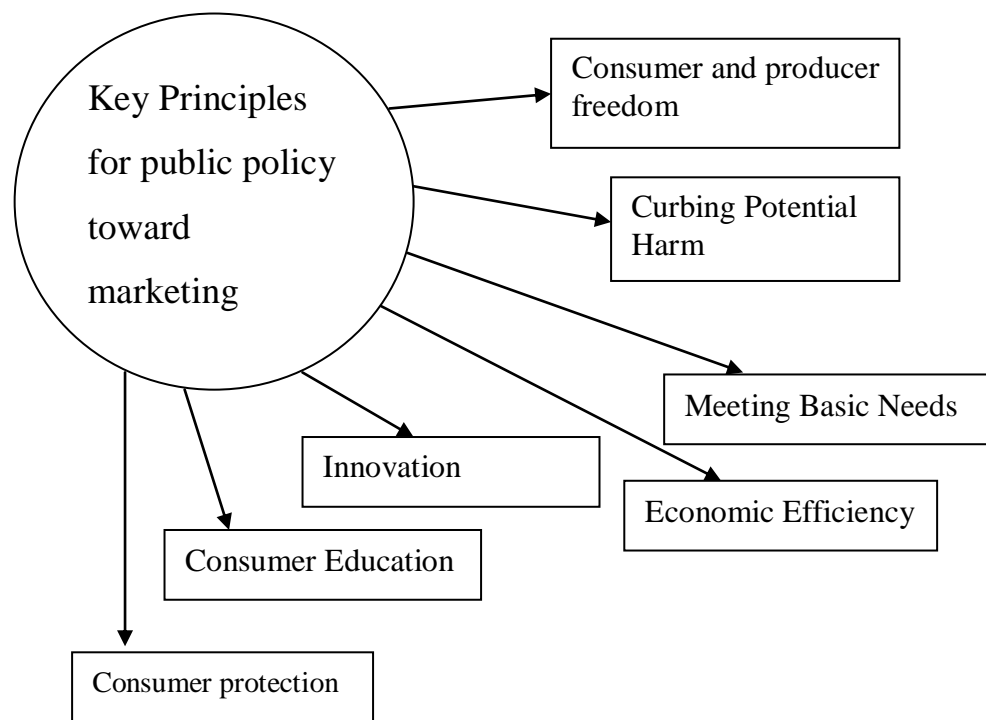 Key Principles
for public policy
toward
marketing
Consumer and producer
freedom
Curbing Potential
Harm
Meeting Basic Needs
Economic Efficiency
Innovation
Consumer Education
Consumer protection